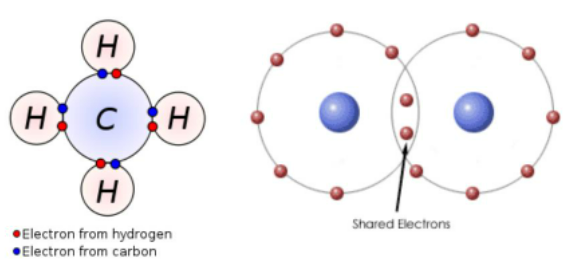 H
H
C
H
H
Electron from hydrogen
Electron from carbon
Shared Electrons